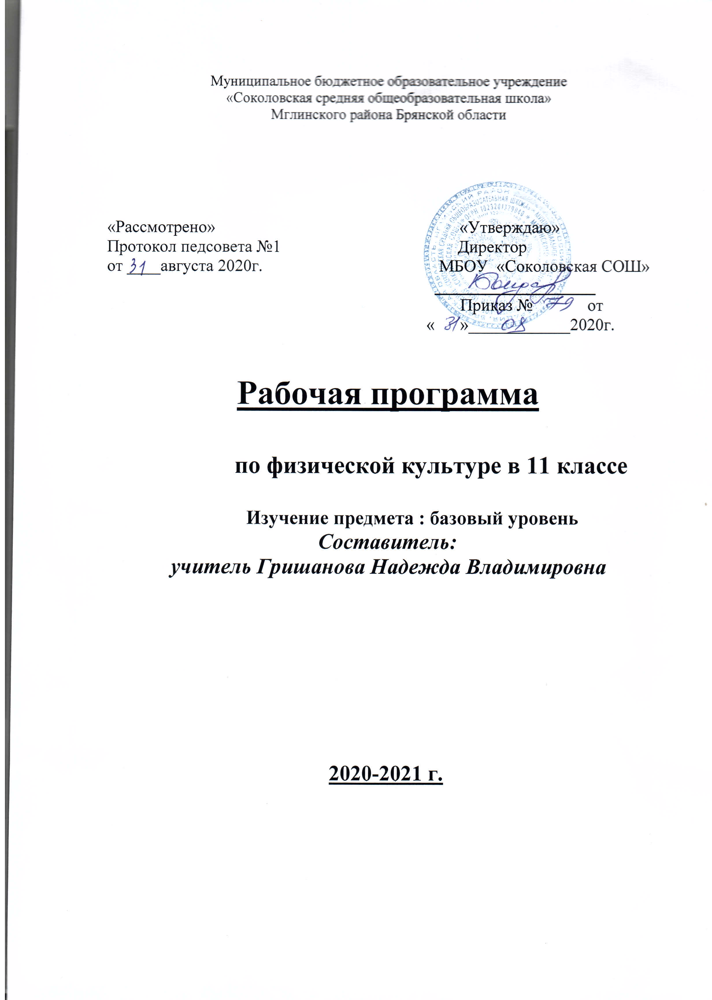 Муниципальное бюджетное образовательное учреждение
«Соколовская средняя общеобразовательная школа»
Мглинского района Брянской области
«Рассмотрено»
Протокол педсовета №1
от 31 августа 2020г.
«Утверждаю»
Директор
МБОУ «Соколовская СОШ»
Приказ № 79 от
« 31 » 08 2020г.
Рабочая программа
по физической культуре в 11 классе
Изучение предмета : базовый уровень
Составитель:
учитель Гришанова Надежда Владимировна
2020-2021 г.